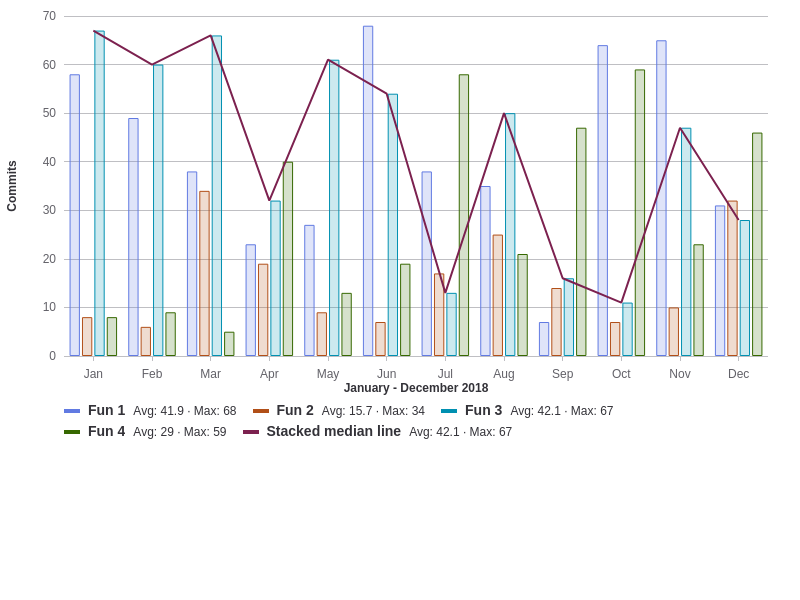 70
60
50
40
30
20
10
0
Commits
Jan Feb Mar Apr May Jun Jul Aug Sep Oct Nov Dec
January - December 2018
Fun 1 Avg: 41.9 · Max: 68 Fun 2 Avg: 15.7 · Max: 34 Fun 3 Avg: 42.1 · Max: 67
Fun 4 Avg: 29 · Max: 59 Stacked median line Avg: 42.1 · Max: 67